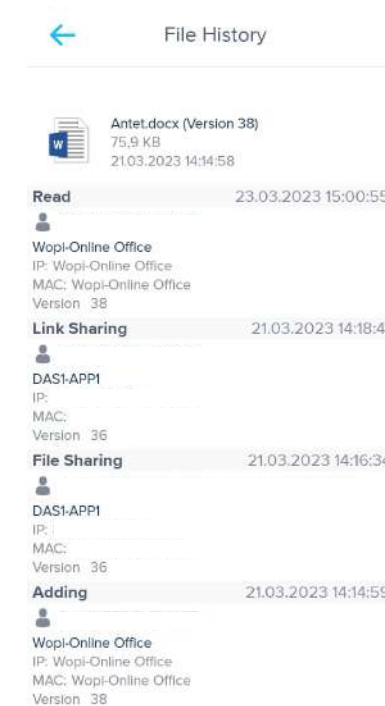 File History
Antet.docx (Version 38)
75,9 KB
21.03.2023 14:14:58
Read 23.03.2023 15:00:55
Wopi-Online Office
IP: Wopi-Online Office
MAC: Wopi-Online Office
Version 38
Link Sharing 21.03.2023 14:18:4
DAS1-APP1
IP:
MAC:
Version 36
File Sharing 21.03.2023 14:16:34
DAS1-APP1
IP:
MAC:
Version 36
Adding 21.03.2023 14:14:59
Wopi-Online Office
IP: Wopi-Online Office
MAC: Wopi-Online Office
Version 38